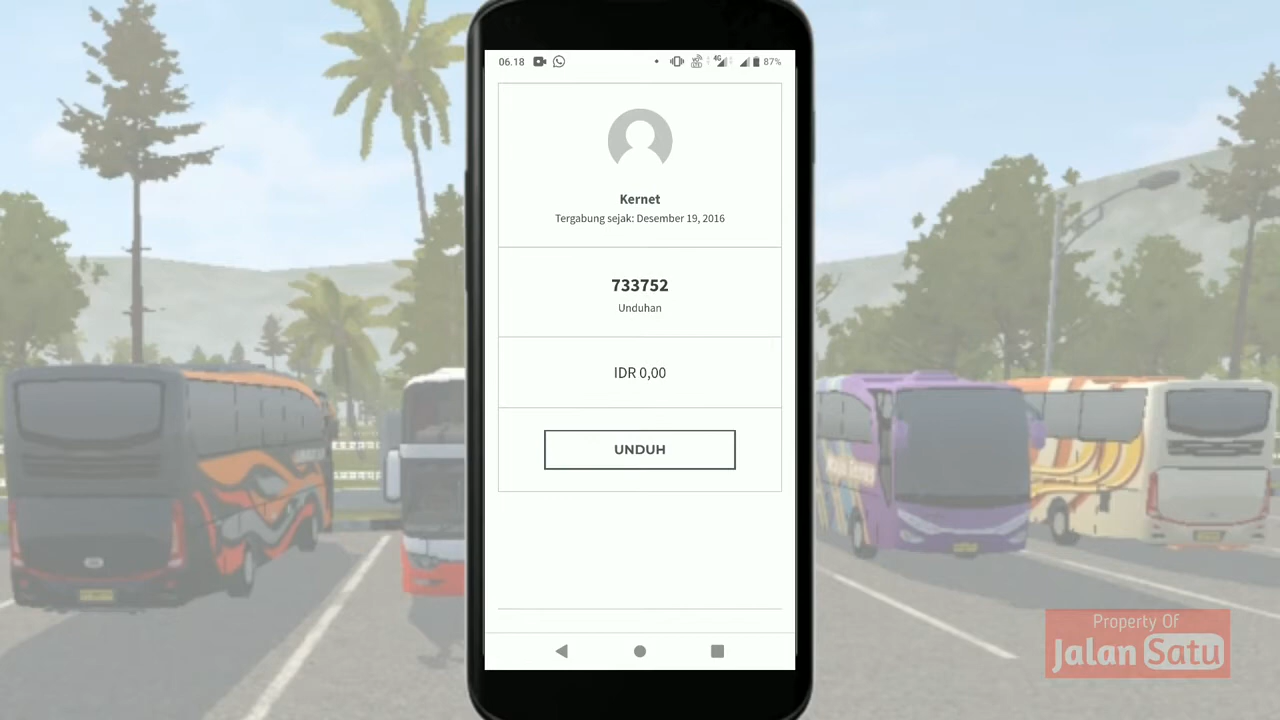 06.18
4G
87%
Kernet
Tergabung sejak: Desember 19, 2016
733752
Unduhan
IDR 0,00
UNDUH
Property Of
Jalan Satu